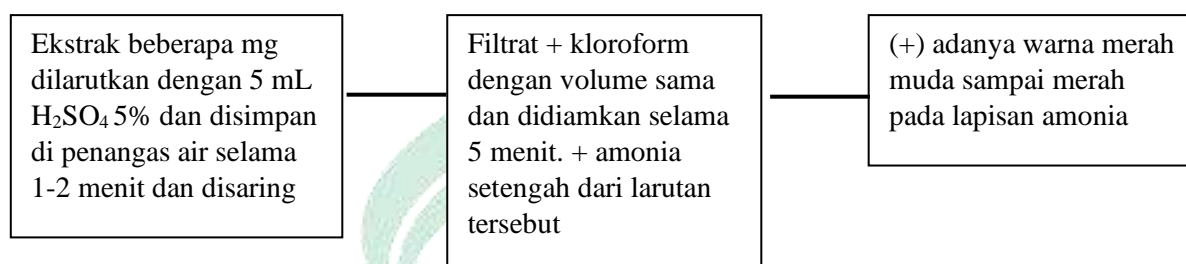 Ekstrak beberapa mg
dilarutkan dengan 5 mL
H₂SO₄ 5% dan disimpan
di penangas air selama
1-2 menit dan disaring
Filtrat + kloroform
dengan volume sama
dan didiamkan selama
5 menit. + amonia
setengah dari larutan
tersebut
(+) adanya warna merah
muda sampai merah
pada lapisan amonia